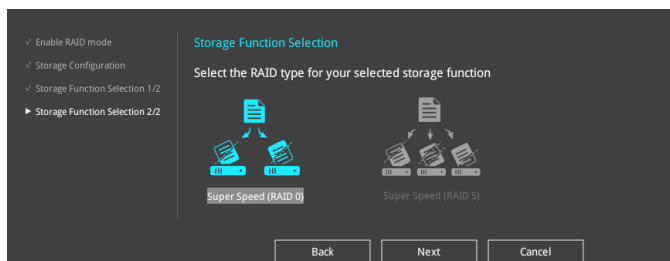 ✓ Enable RAID mode
✓ Storage Configuration
✓ Storage Function Selection 1/2
▶ Storage Function Selection 2/2
Storage Function Selection
Select the RAID type for your selected storage function
Super Speed (RAID 0)
Super Speed (RAID 5)
Back
Next
Cancel